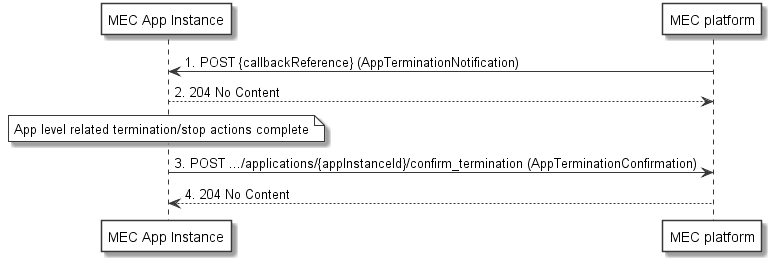 MEC App Instance
MEC platform
1. POST {callbackReference} (AppTerminationNotification)
2. 204 No Content
App level related termination/stop actions complete
3. POST .../applications/{appInstanceId}/confirm_termination (AppTerminationConfirmation)
4. 204 No Content
MEC App Instance
MEC platform